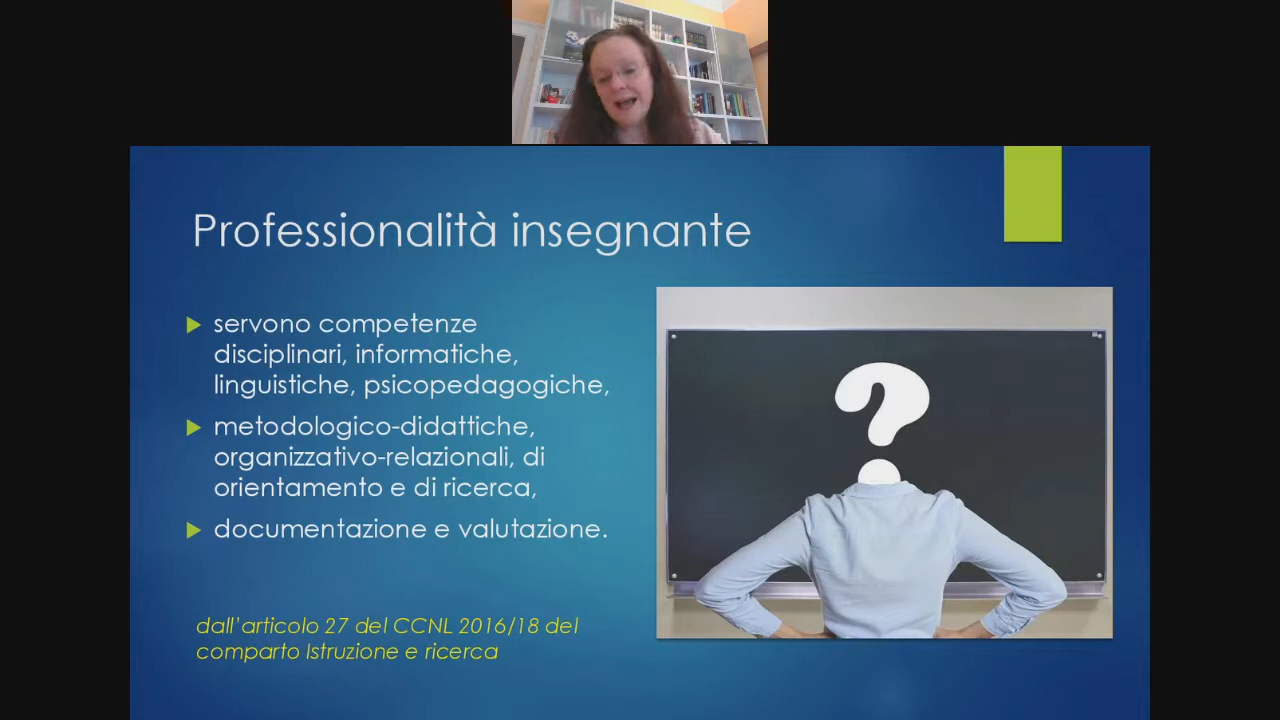 Professionalità insegnante
servono competenze
disciplinari, informatiche,
linguistiche, psicopedagogiche,
metodologico-didattiche,
organizzativo-relazionali, di
orientamento e di ricerca,
documentazione e valutazione.
dall'articolo 27 del CCNL 2016/18 del
comparto Istruzione e ricerca
?